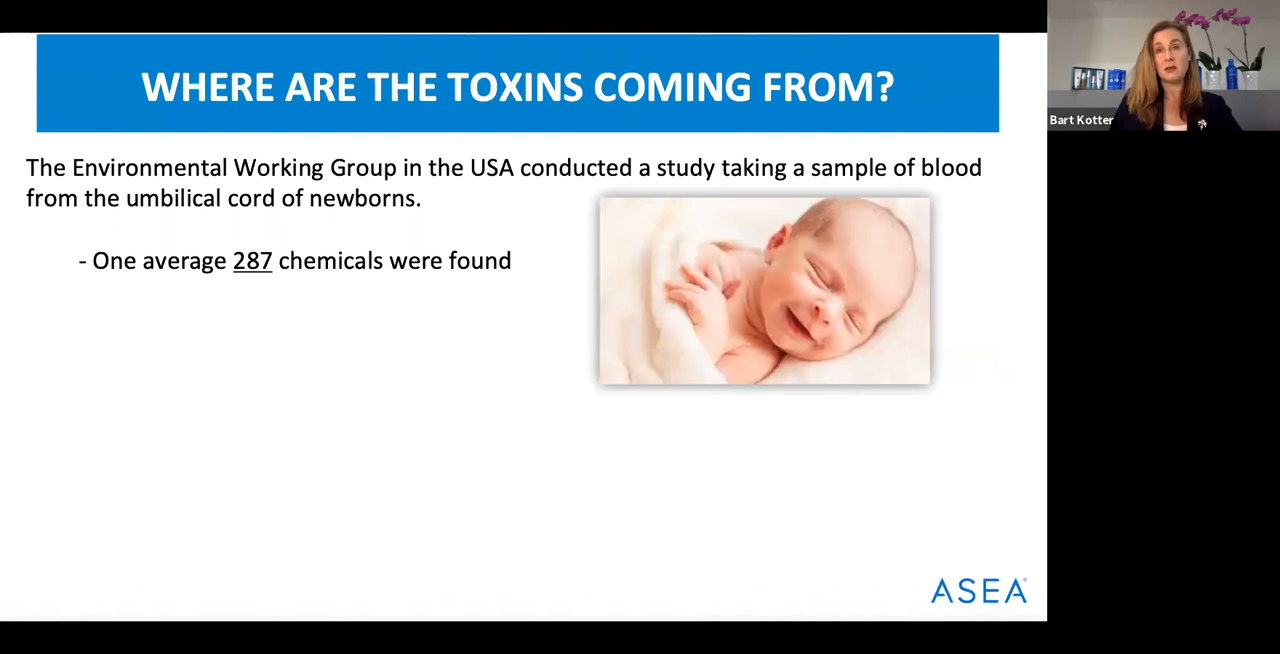 WHERE ARE THE TOXINS COMING FROM?
The Environmental Working Group in the USA conducted a study taking a sample of blood
from the umbilical cord of newborns.
- One average 287 chemicals were found
ASEA
Bart Kotter